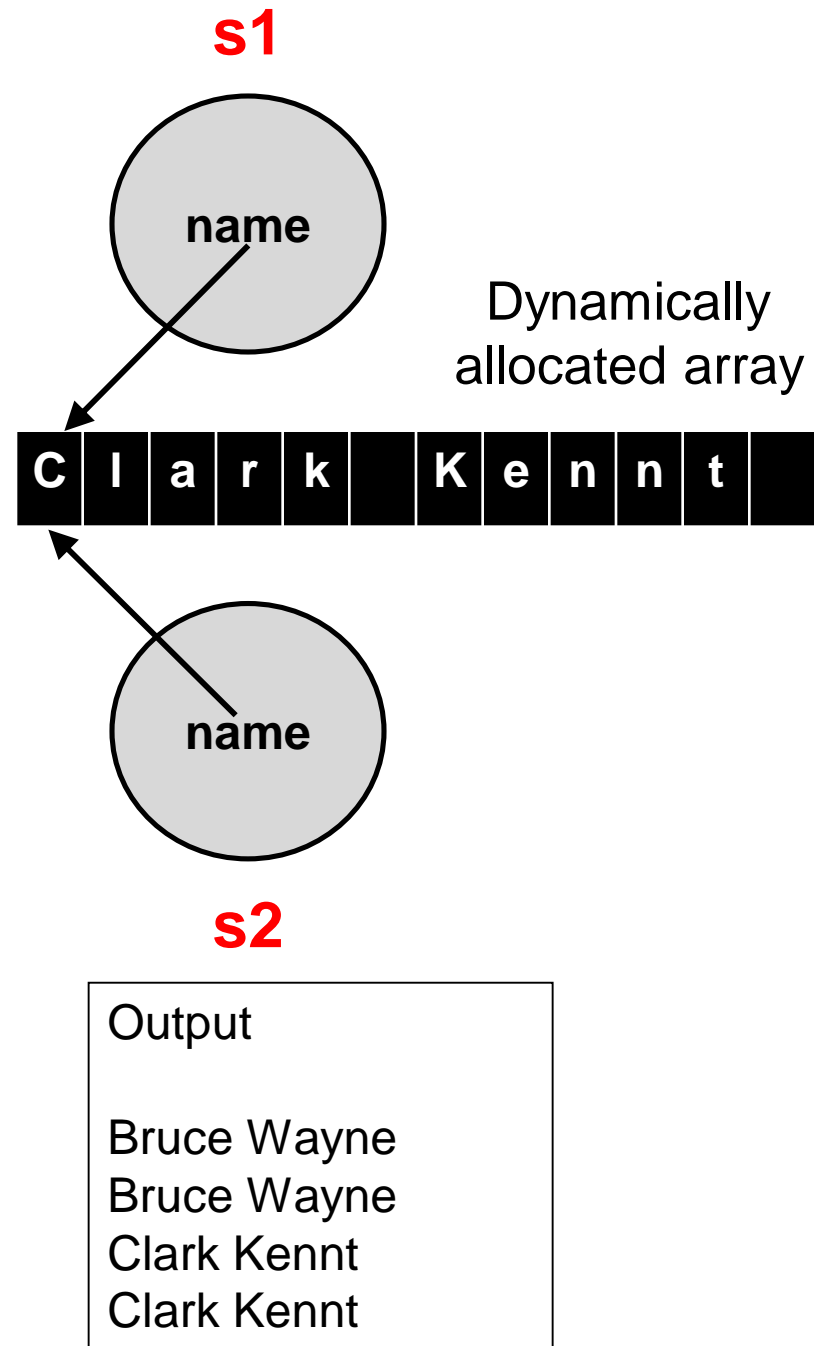 s1
name
Dynamically
allocated array
C l a r k K e n n t
name
s2
Output
Bruce Wayne
Bruce Wayne
Clark Kennt
Clark Kennt